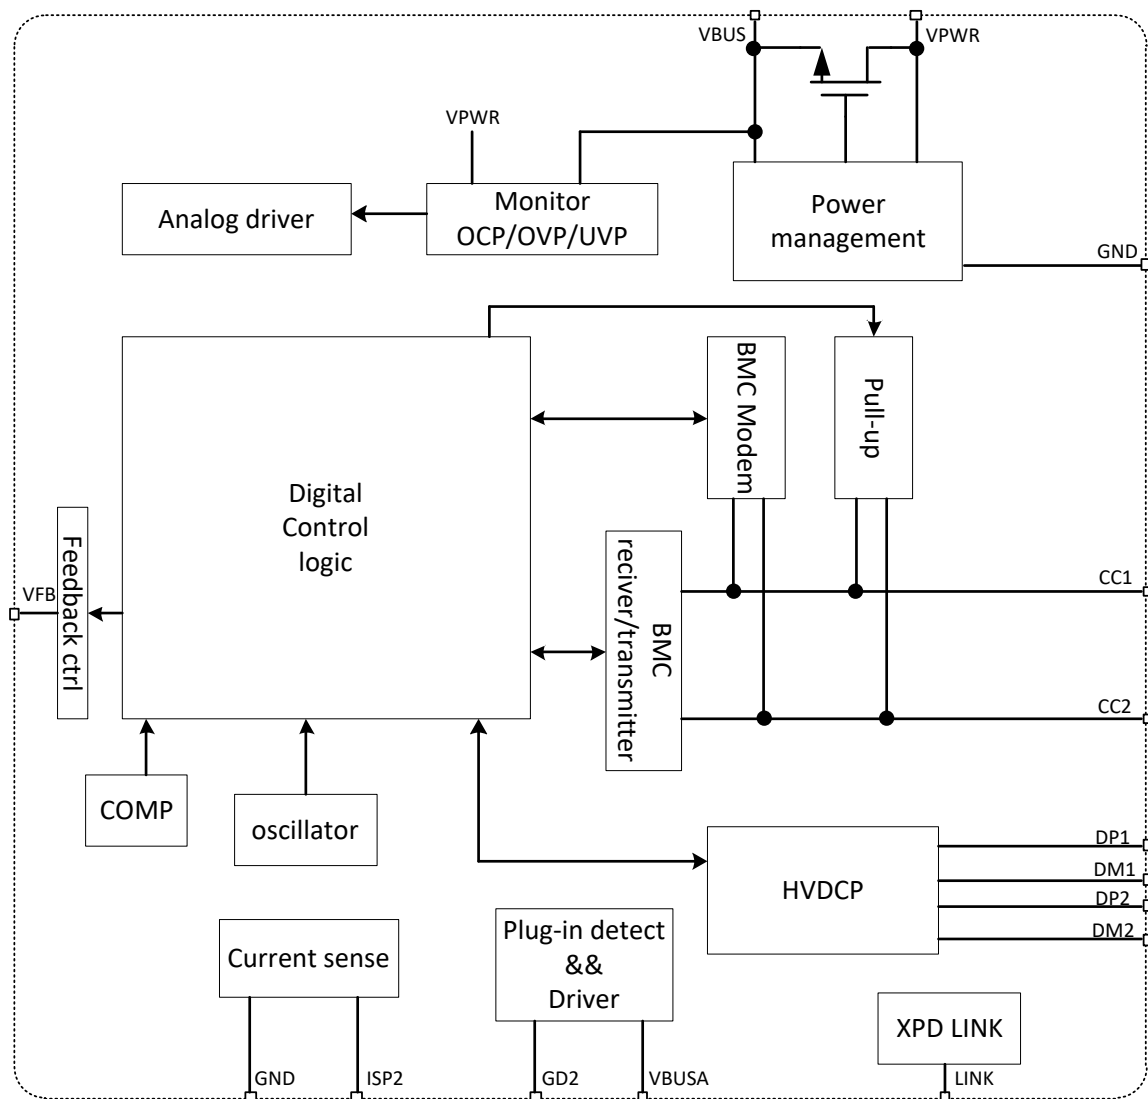 VBUS
VPWR
VPWR
Analog driver
Monitor
OCP/OVP/UVP
Power
management
GND
Digital
Control
logic
BMC Modem
Pull-up
Feedback ctrl
VFB
BMC
reciver/transmitter
CC1
CC2
COMP
oscillator
HVDCP
DP1
DM1
DP2
DM2
Current sense
Plug-in detect
&&
Driver
XPD LINK
GND
ISP2
GD2
VBUSA
LINK